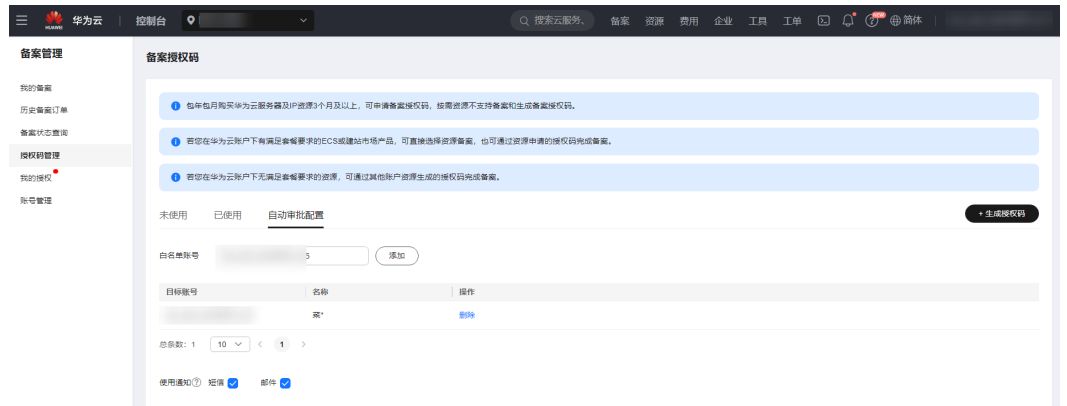 HUAWEI 华为云 控制台 搜索云服务、 备案 资源 费用 企业 工具 工单 NEW 简体
备案管理
我的备案
历史备案订单
备案状态查询
授权码管理
我的授权
账号管理
备案授权码
包年包月购买华为云服务器及IP资源3个月及以上，可申请备案授权码，按需资源不支持备案和生成备案授权码。
若您在华为云账户下有满足套餐要求的ECS或建站市场产品，可直接选择资源备案，也可通过资源申请的授权码完成备案。
若您在华为云账户下无满足套餐要求的资源，可通过其他账户资源生成的授权码完成备案。
未使用 已使用 自动审批配置 + 生成授权码
白名单账号 5 添加
目标账号 名称 操作
删除
总条数：1 10 < 1 >
使用通知 ? 短信 邮件